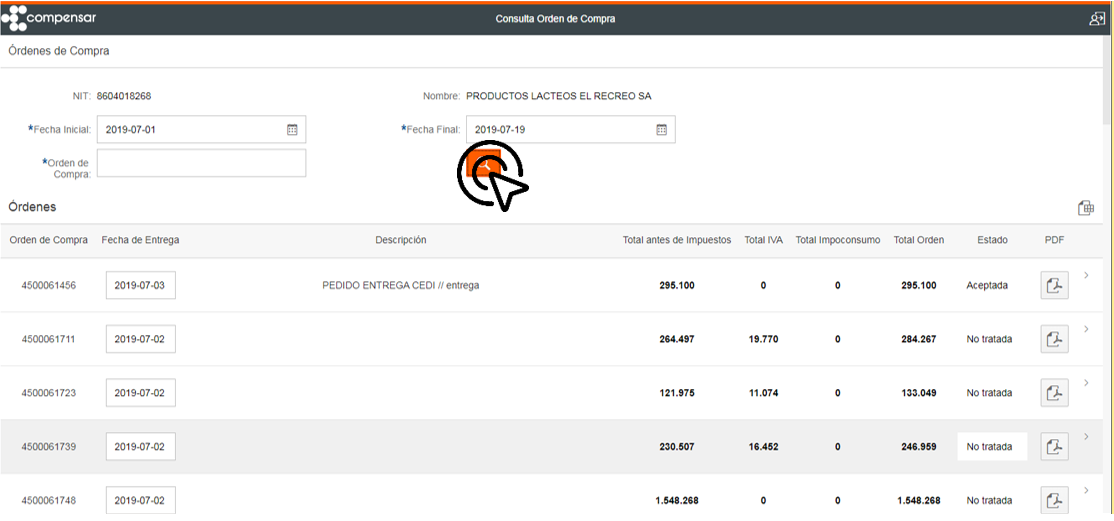 compensar
Consulta Orden de Compra
Órdenes de Compra
NIT: 8604018268 Nombre: PRODUCTOS LACTEOS EL RECREO SA
*Fecha Inicial: 2019-07-01 *Fecha Final: 2019-07-19
*Orden de
Compra:
Órdenes
Orden de Compra Fecha de Entrega Descripción Total antes de Impuestos Total IVA Total Impoconsumo Total Orden Estado PDF
4500061456 2019-07-03 PEDIDO ENTREGA CEDI // entrega 295.100 0 0 295.100 Aceptada
4500061711 2019-07-02 264.497 19.770 0 284.267 No tratada
4500061723 2019-07-02 121.975 11.074 0 133.049 No tratada
4500061739 2019-07-02 230.507 16.452 0 246.959 No tratada
4500061748 2019-07-02 1.548.268 0 0 1.548.268 No tratada